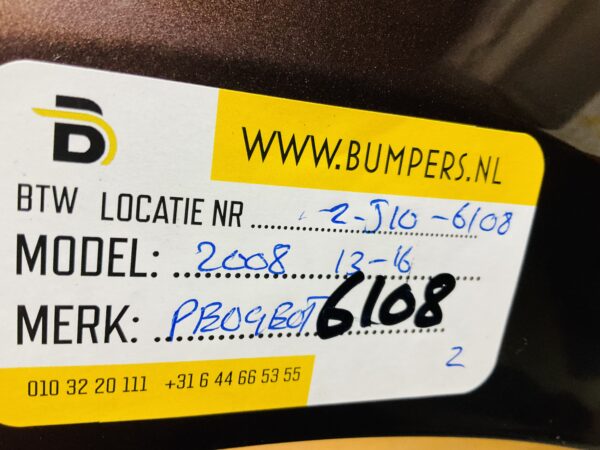 B
WWW.BUMPERS.NL
BTW LOCATIE NR 2-J10-6108
MODEL: 2008 13-16
MERK: PEOGEOT 6108
2
010 32 20 111 +31 6 44 66 53 55